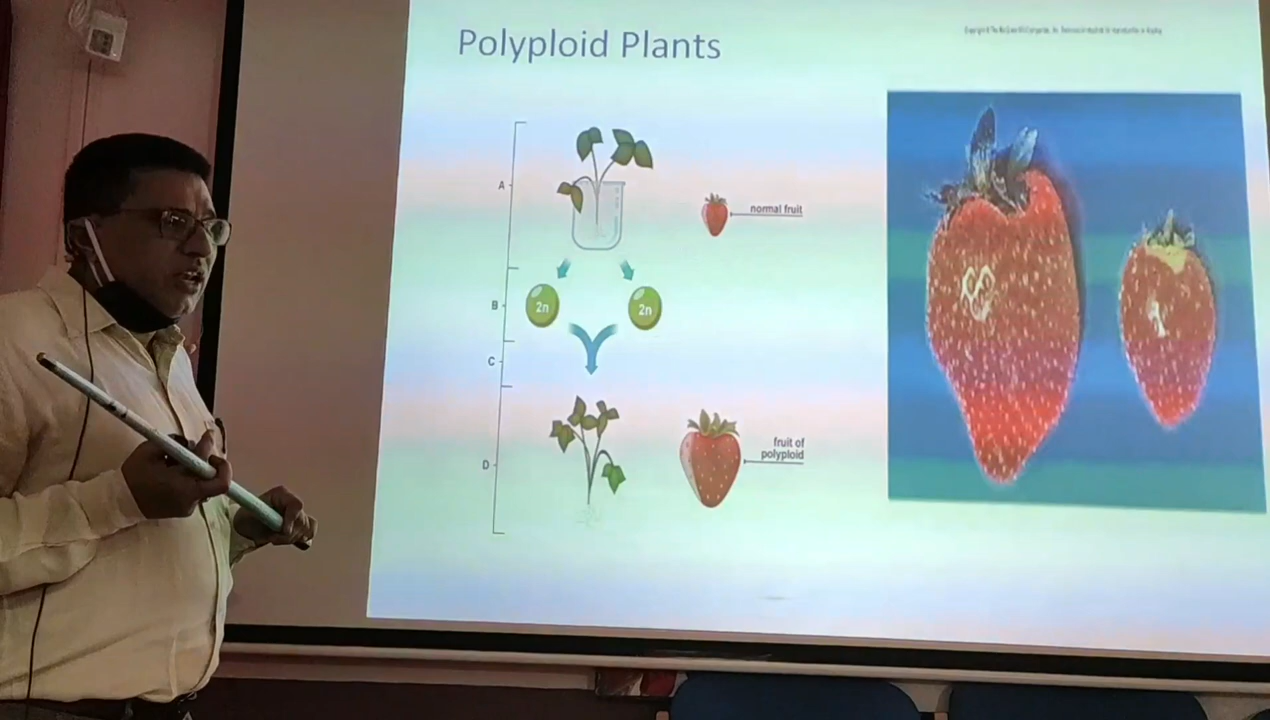 Polyploid Plants
A
normal fruit
B
2n
2n
C
D
fruit of
polyploid